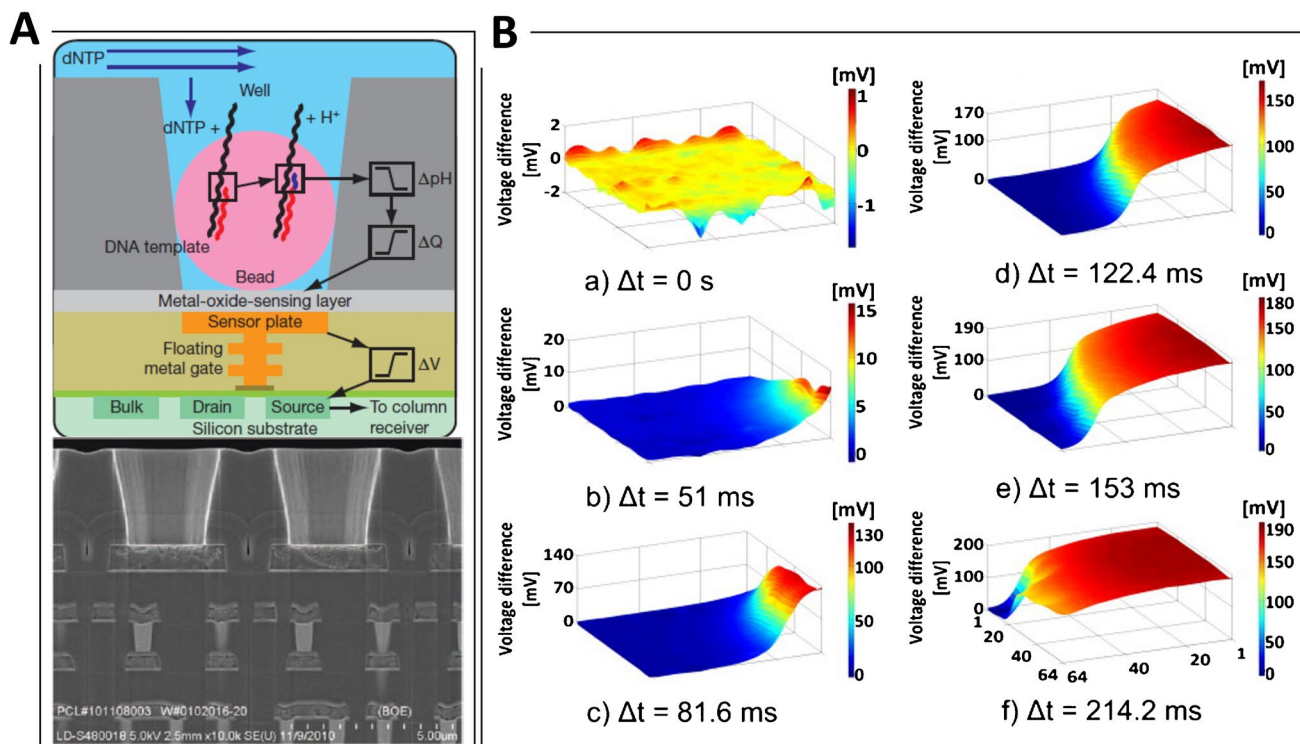 A
dNTP
Well
dNTP +
+ H⁺
ΔpH
DNA template
ΔQ
Bead
Metal-oxide-sensing layer
Sensor plate
Floating
metal gate
ΔV
Bulk
Drain
Source
To column
receiver
Silicon substrate
PCL#101108003 W#0102016-20 (BOE)
LD-S480018 5.0kV 2.5mm x10.0k SE(U) 11/9/2010 5.00um
B
Voltage difference
[mV]
2
0
-2
[mV]
1
0
-1
a) Δt = 0 s
Voltage difference
[mV]
20
10
0
15
10
5
0
b) Δt = 51 ms
Voltage difference
[mV]
140
70
0
[mV]
130
100
50
0
c) Δt = 81.6 ms
Voltage difference
[mV]
170
100
0
[mV]
150
100
50
0
d) Δt = 122.4 ms
Voltage difference
[mV]
190
100
0
180
150
100
50
0
e) Δt = 153 ms
Voltage difference
[mV]
200
100
0
1
20
40
64
64
40
20
1
[mV]
190
150
100
50
0
f) Δt = 214.2 ms